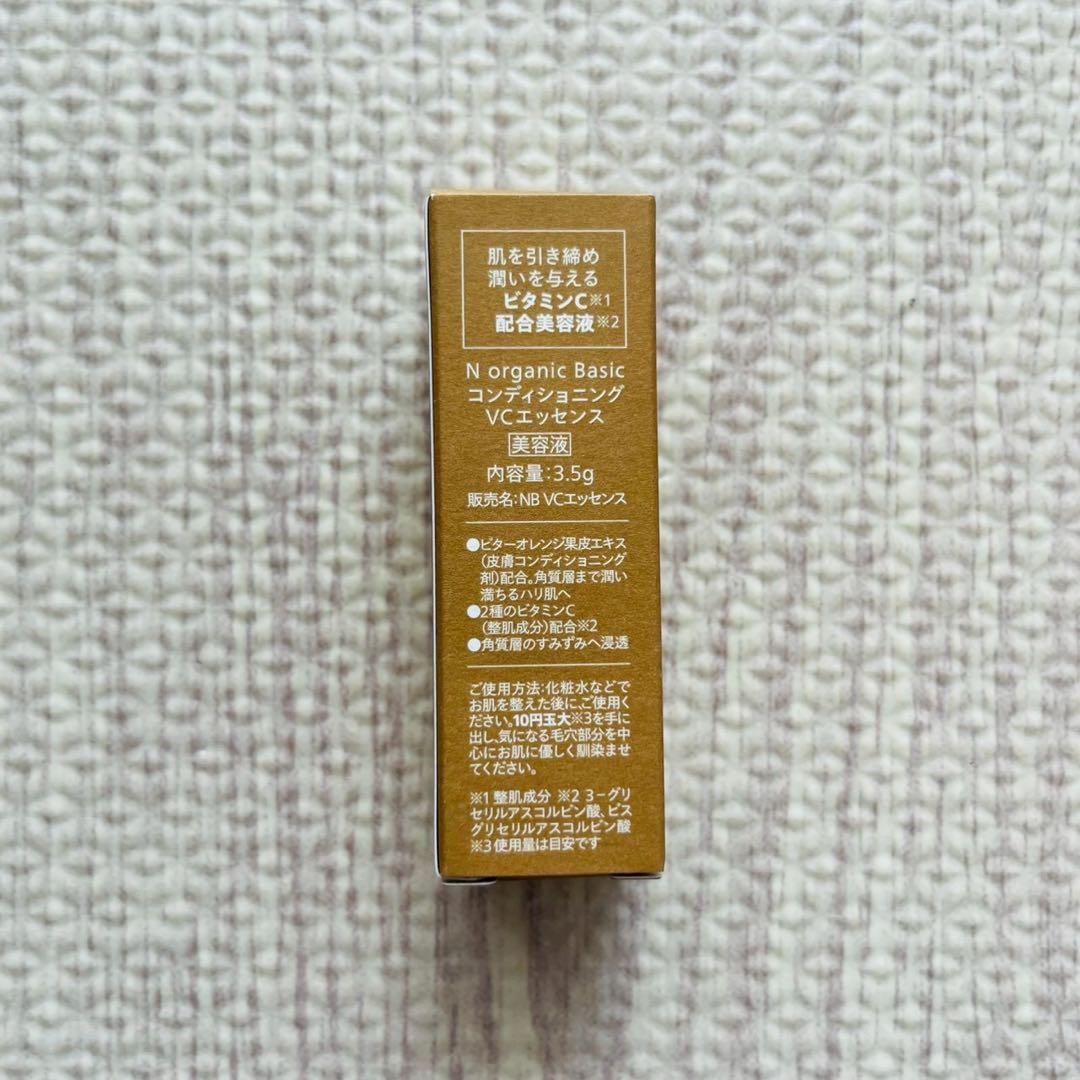 肌を引き締め
潤いを与える
ビタミンC※1
配合美容液※2
N organic Basic
コンディショニング
VCエッセンス
美容液
内容量:3.5g
販売名:NB VCエッセンス
●ビターオレンジ果皮エキス
(皮膚コンディショニング
剤)配合。角質層まで潤い
満ちるハリ肌へ
●2種のビタミンC
(整肌成分)配合※2
●角質層のすみずみへ浸透
ご使用方法:化粧水などで
お肌を整えた後に、ご使用く
ださい。10円玉大※3を手に
出し、気になる毛穴部分を中
心にお肌に優しく馴染ませ
てください。
※1 整肌成分 ※2 3−グリ
セリルアスコルビン酸、ビス
グリセリルアスコルビン酸
※3 使用量は目安です